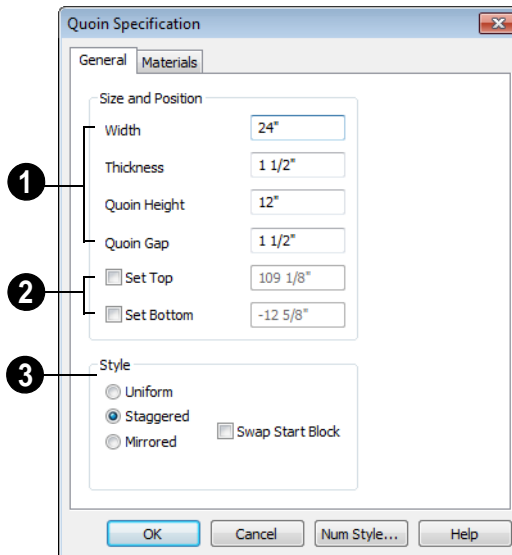 Quoin Specification
General Materials
Size and Position
Width 24"
Thickness 1 1/2"
1
Quoin Height 12"
Quoin Gap 1 1/2"
2
Set Top 109 1/8"
Set Bottom -12 5/8"
3
Style
Uniform
Staggered
Swap Start Block
Mirrored
OK Cancel Num Style... Help